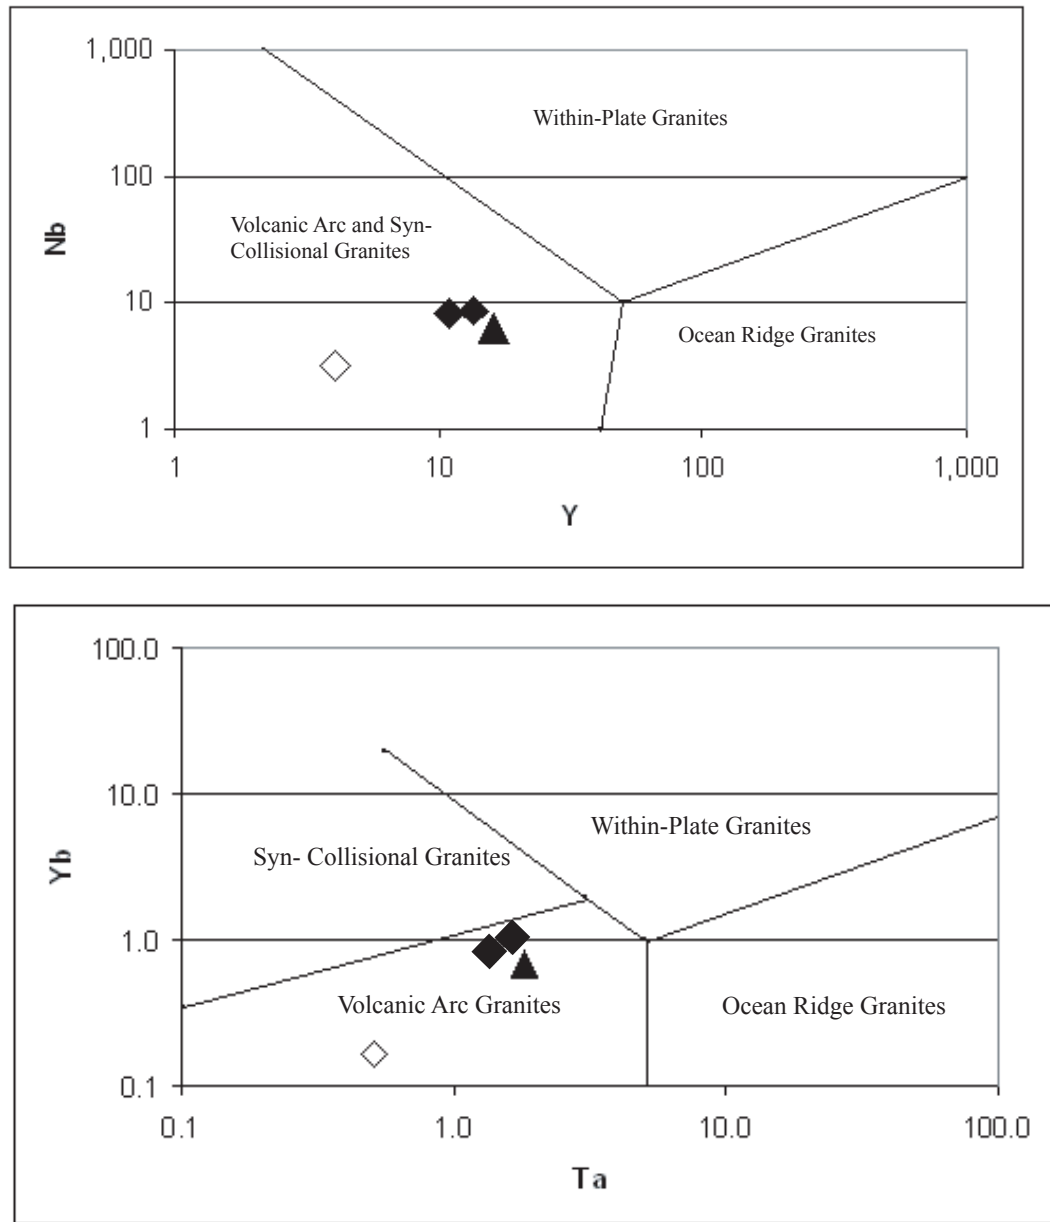 1,000
Within-Plate Granites
100
Volcanic Arc and Syn-
Collisional Granites
Nb
10
Ocean Ridge Granites
1
1 10 100 1,000
Y
100.0
10.0
Within-Plate Granites
Syn- Collisional Granites
Yb
1.0
Volcanic Arc Granites
Ocean Ridge Granites
0.1
0.1 1.0 10.0 100.0
Ta